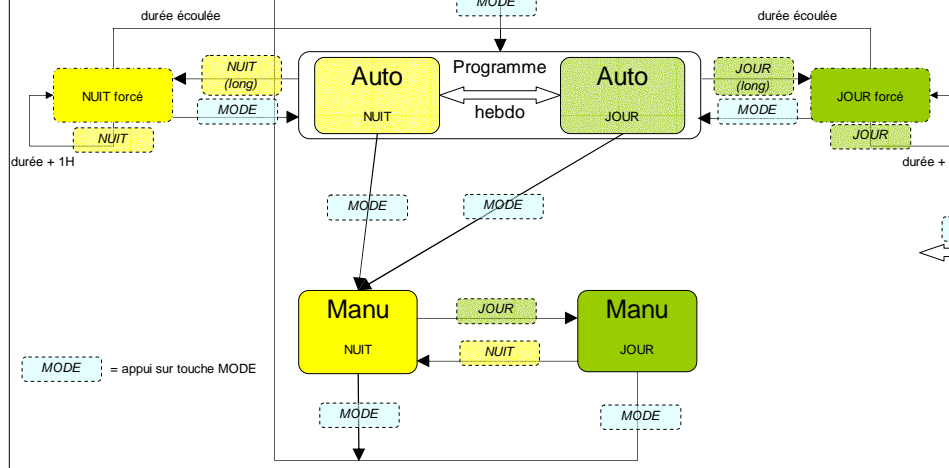 MODE
durée écoulée
durée écoulée
NUIT
(long)
MODE
NUIT forcé
NUIT
durée + 1H
Auto
NUIT
Programme
hebdo
Auto
JOUR
JOUR
(long)
MODE
JOUR forcé
JOUR
durée +
MODE
MODE
Manu
NUIT
JOUR
NUIT
Manu
JOUR
MODE
= appui sur touche MODE
MODE
MODE